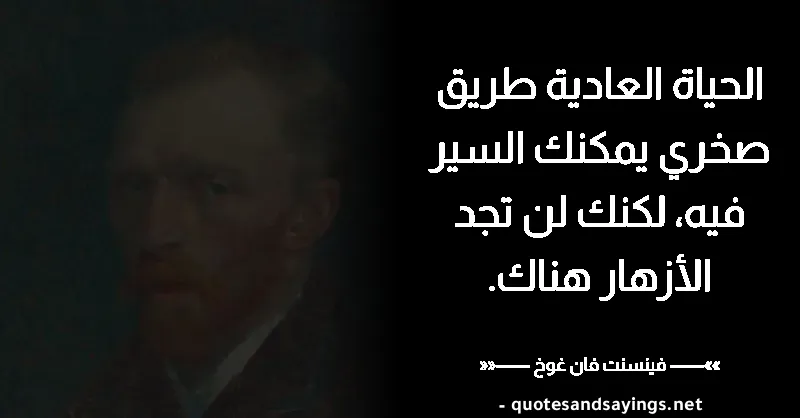 الحياة العادية طريق
صخري يمكنك السير
فيه، لكنك لن تجد
الأزهار هناك.
»—— فينسنت فان غوخ ——»«
- quotesandsayings.net